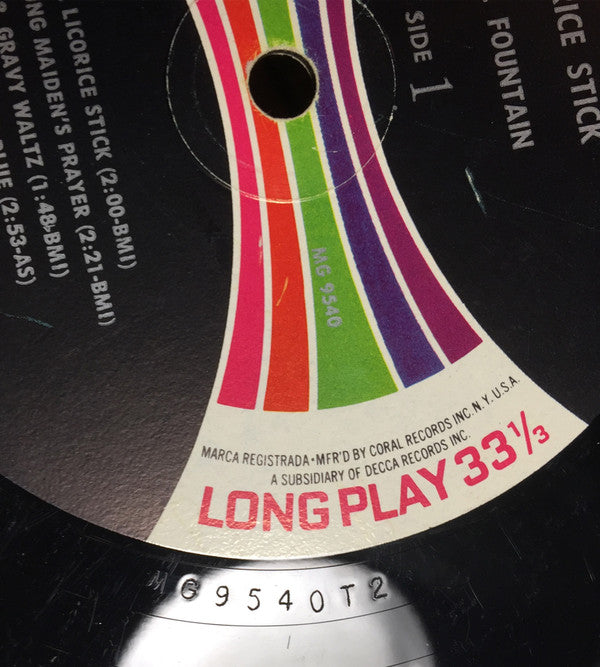 RICE STICK
FOUNTAIN
SIDE 1
LICORICE STICK (2:00-BMI)
NG MAIDEN'S PRAYER (2:21-BMI)
GRAVY WALTZ (1:48-BMI)
LUE (2:53-AS)
MG 9540
MARCA REGISTRADA•MFR'D BY CORAL RECORDS INC. N.Y. U.S.A.
A SUBSIDIARY OF DECCA RECORDS INC.
LONG PLAY 33⅓
MG9540T2